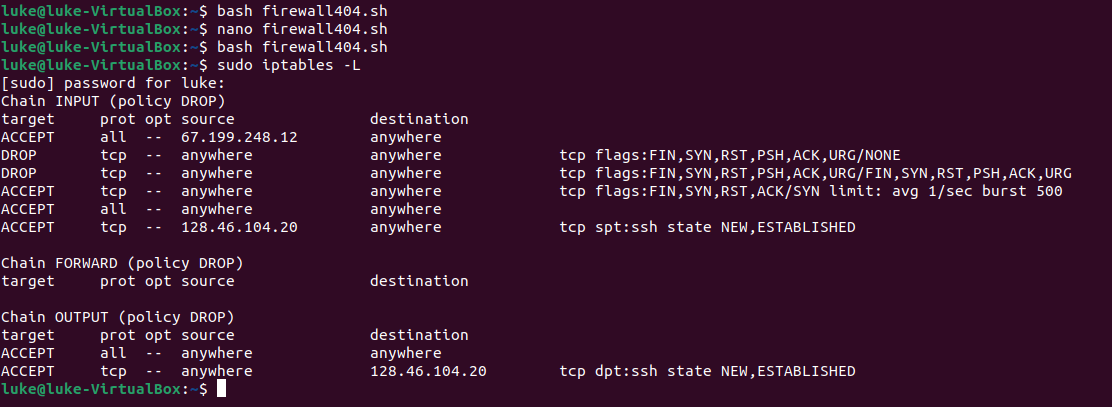 luke@luke-VirtualBox:~$ bash firewall404.sh
luke@luke-VirtualBox:~$ nano firewall404.sh
luke@luke-VirtualBox:~$ bash firewall404.sh
luke@luke-VirtualBox:~$ sudo iptables -L
[sudo] password for luke:
Chain INPUT (policy DROP)
target     prot opt source               destination
ACCEPT     all  --  67.199.248.12        anywhere
DROP       tcp  --  anywhere             anywhere             tcp flags:FIN,SYN,RST,PSH,ACK,URG/NONE
DROP       tcp  --  anywhere             anywhere             tcp flags:FIN,SYN,RST,PSH,ACK,URG/FIN,SYN,RST,PSH,ACK,URG
ACCEPT     tcp  --  anywhere             anywhere             tcp flags:FIN,SYN,RST,ACK/SYN limit: avg 1/sec burst 500
ACCEPT     all  --  anywhere             anywhere
ACCEPT     tcp  --  128.46.104.20        anywhere             tcp spt:ssh state NEW,ESTABLISHED

Chain FORWARD (policy DROP)
target     prot opt source               destination

Chain OUTPUT (policy DROP)
target     prot opt source               destination
ACCEPT     all  --  anywhere             anywhere
ACCEPT     tcp  --  anywhere             128.46.104.20        tcp dpt:ssh state NEW,ESTABLISHED
luke@luke-VirtualBox:~$